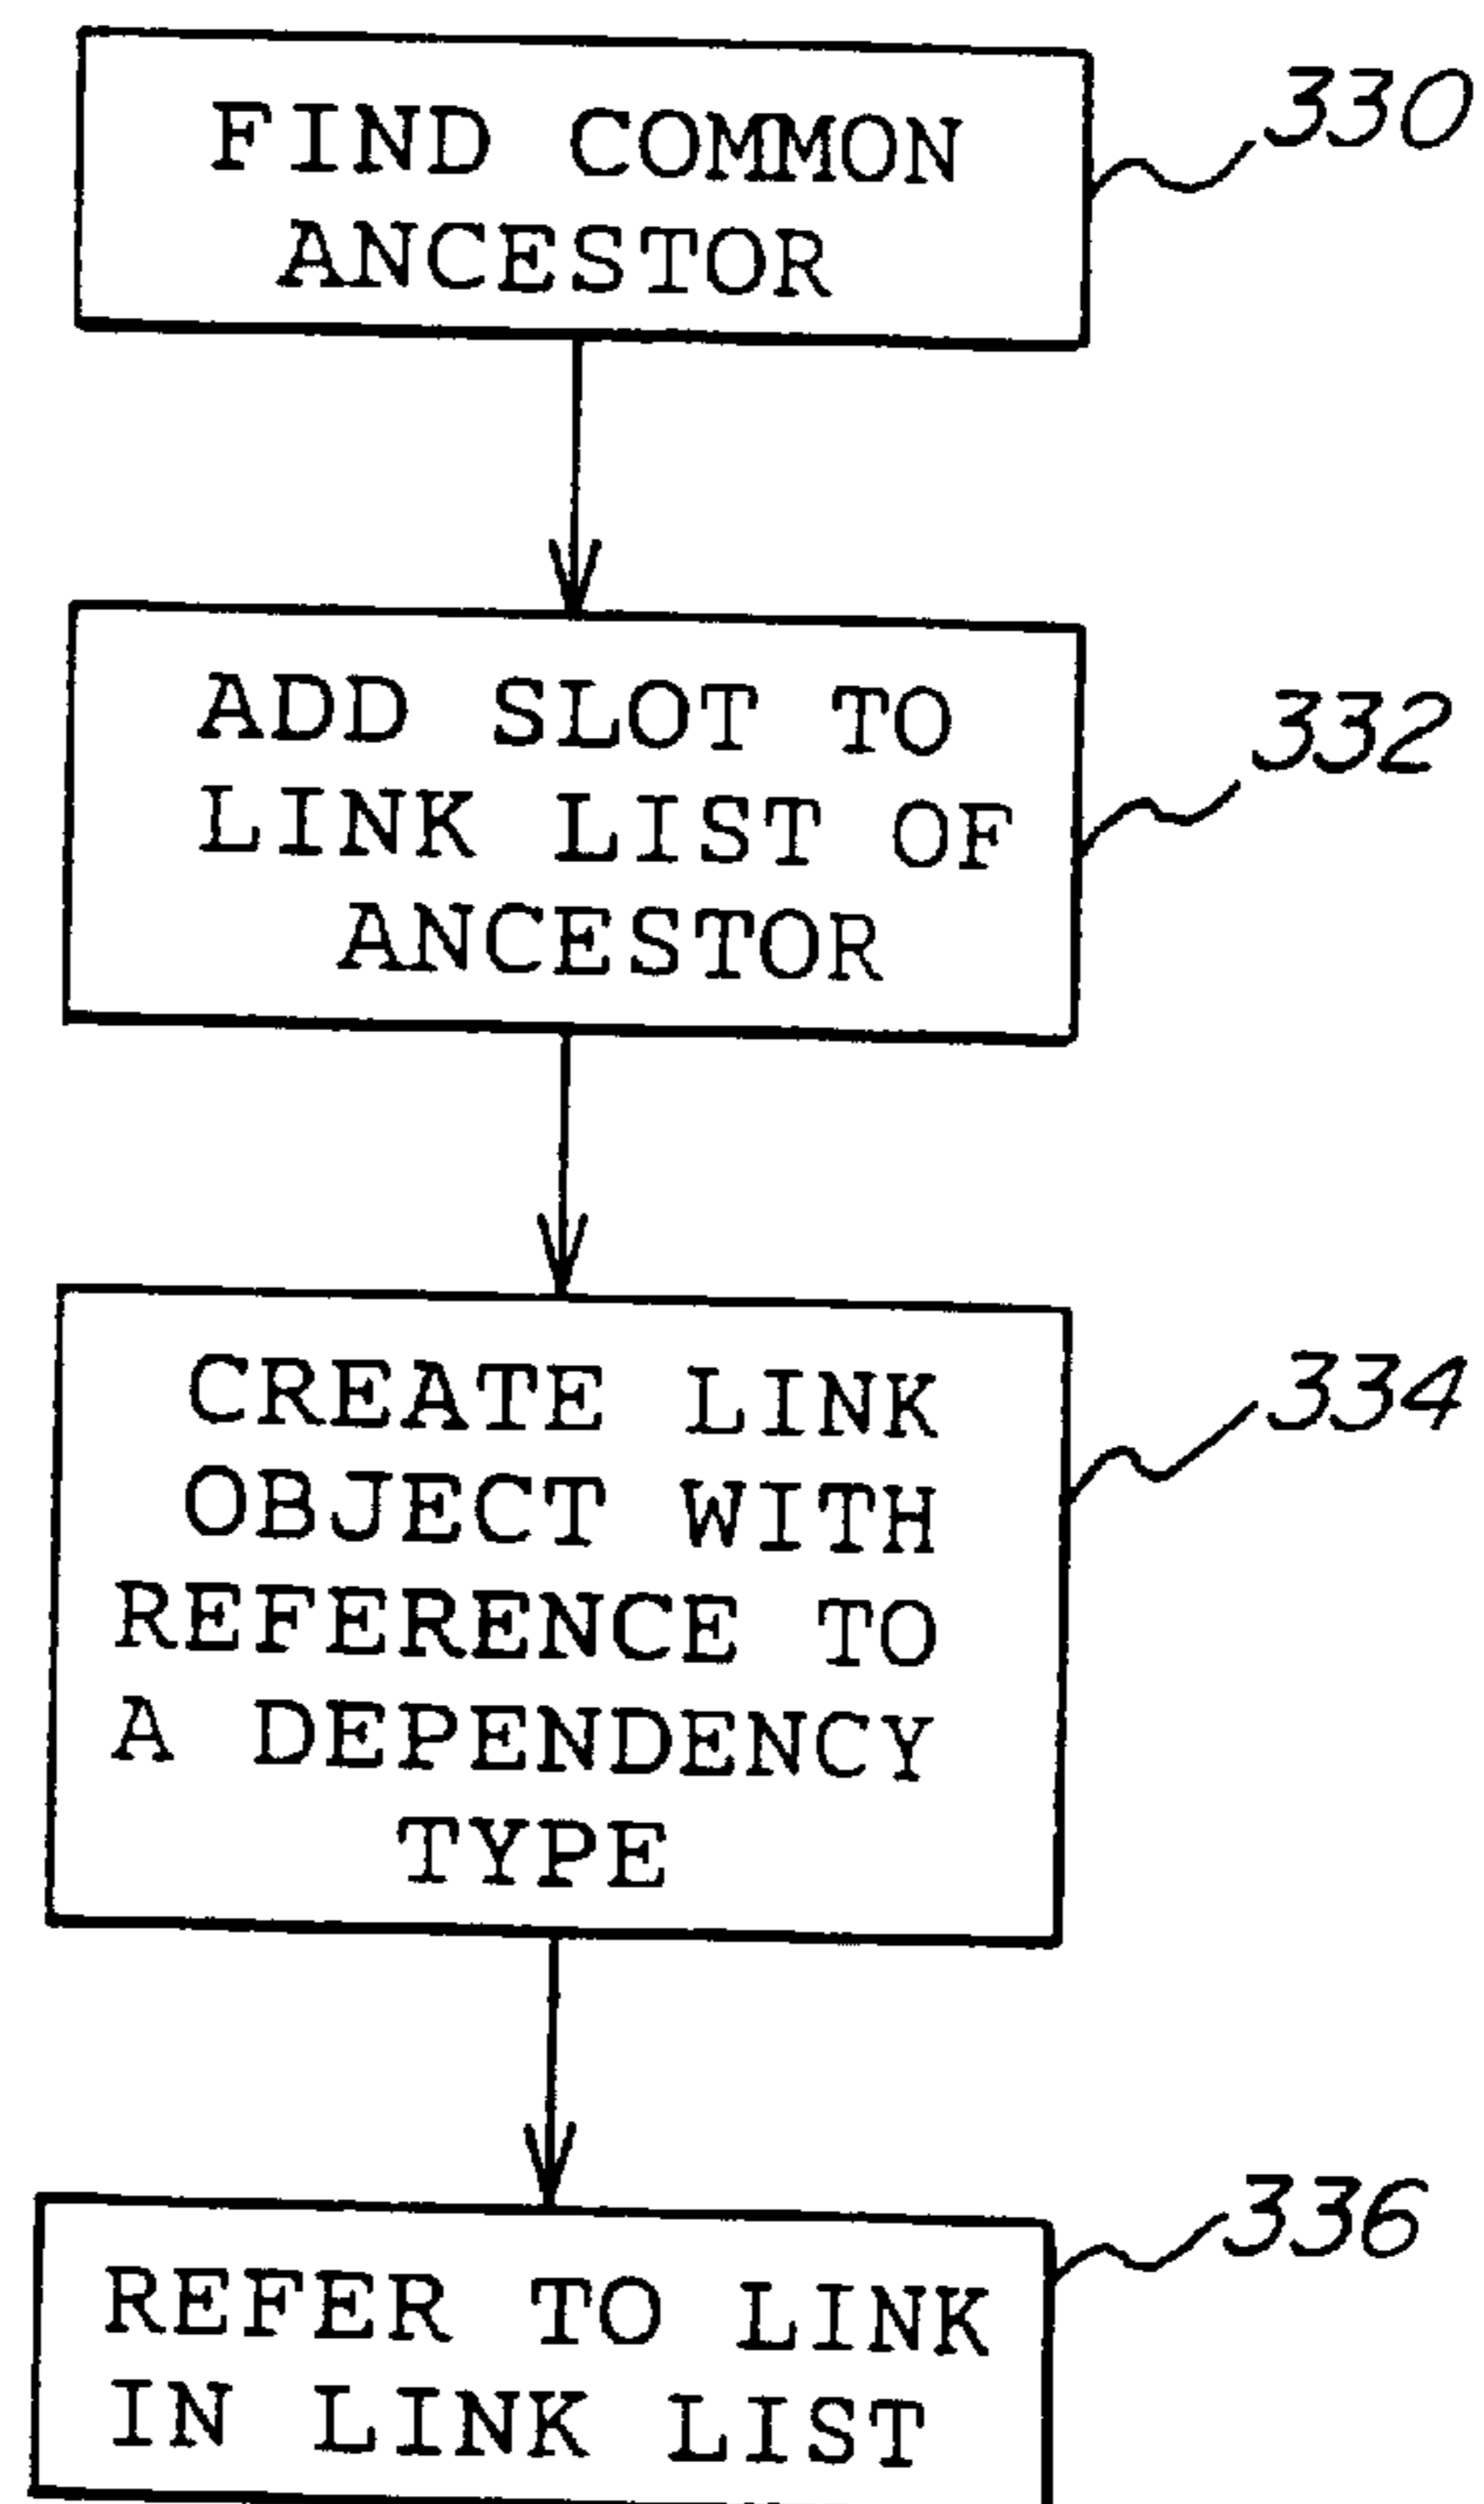 FIND COMMON
ANCESTOR
330
ADD SLOT TO
LINK LIST OF
ANCESTOR
332
CREATE LINK
OBJECT WITH
REFERENCE TO
A DEPENDENCY
TYPE
334
REFER TO LINK
IN LINK LIST
336